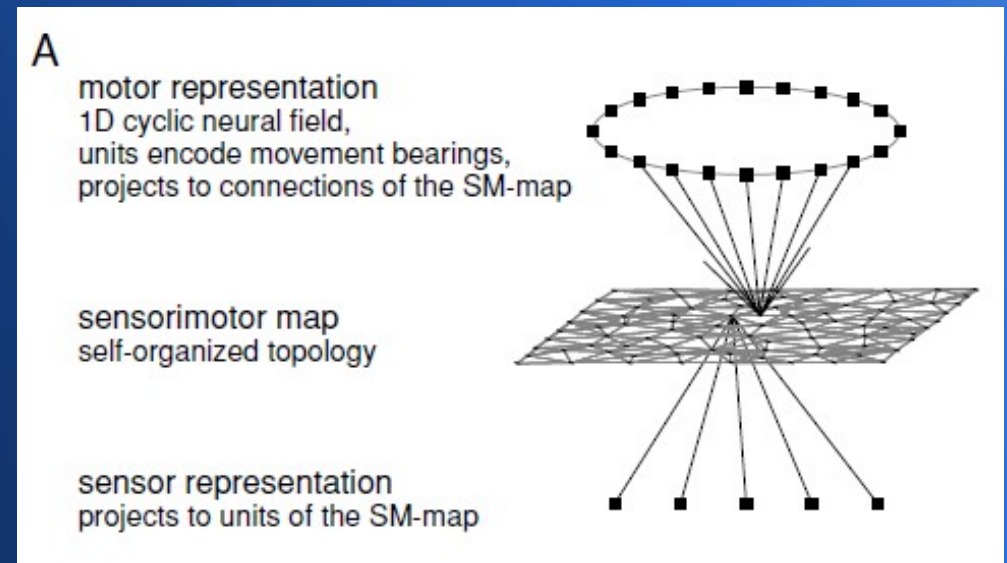 A
motor representation
1D cyclic neural field,
units encode movement bearings,
projects to connections of the SM-map
sensorimotor map
self-organized topology
sensor representation
projects to units of the SM-map